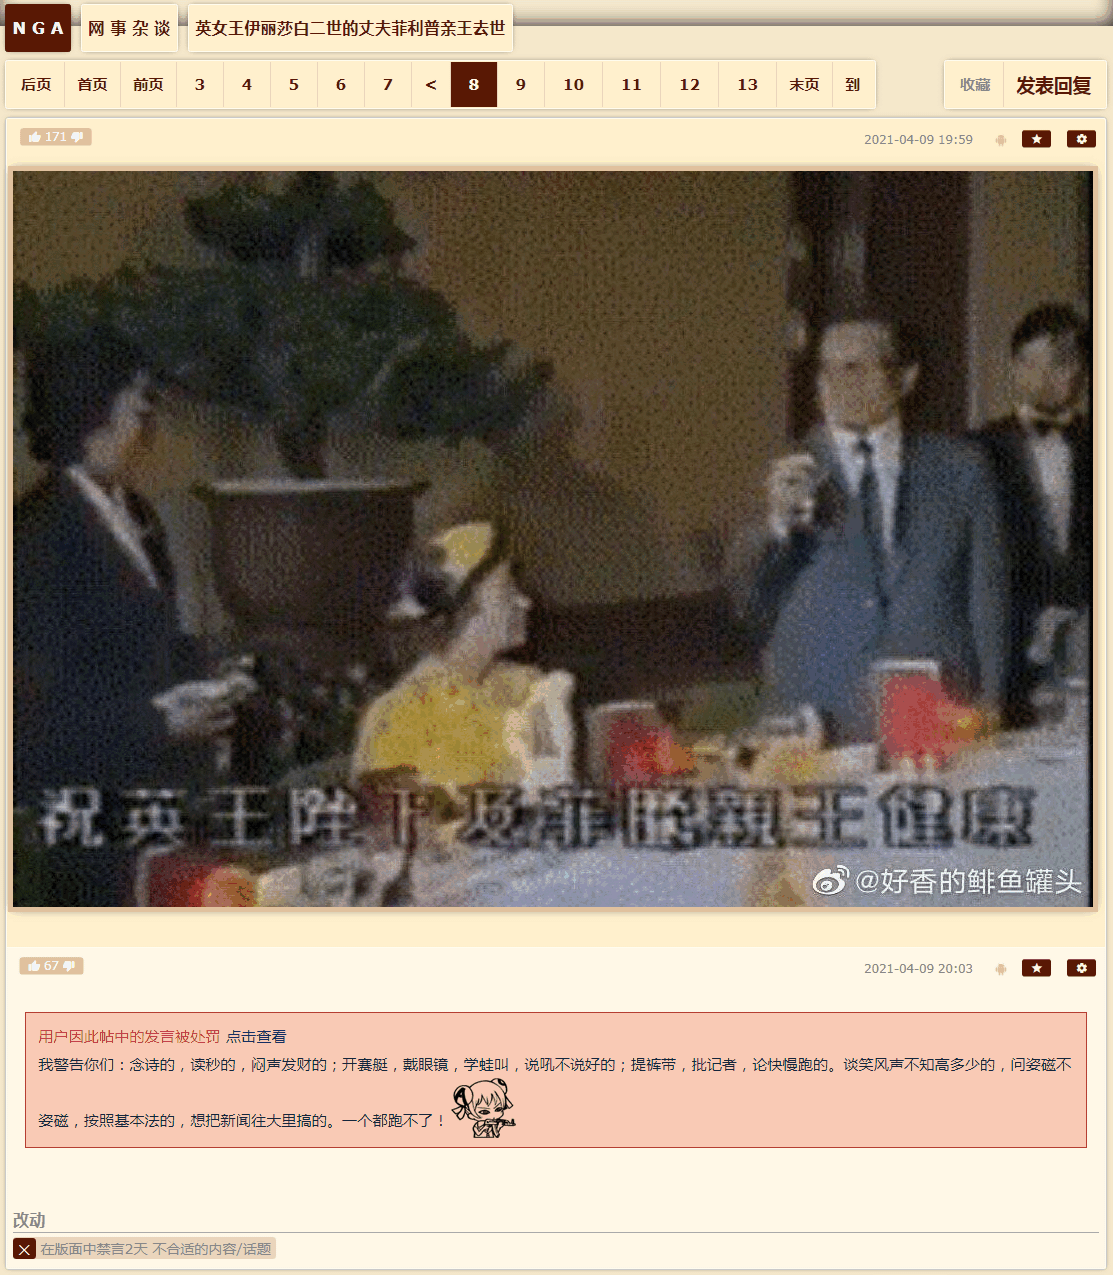 NGA 网事杂谈 英女王伊丽莎白二世的丈夫菲利普亲王去世
后页 首页 前页 3 4 5 6 7 < 8 9 10 11 12 13 末页 到 收藏 发表回复
171 2021-04-09 19:59
祝英王陛下及菲腊親王健康
@好香的鲱鱼罐头
67 2021-04-09 20:03
用户因此帖中的发言被处罚 点击查看
我警告你们：念诗的，读秒的，闷声发财的；开赛艇，戴眼镜，学蛙叫，说吼不说好的；提裤带，批记者，论快慢跑的。谈笑风声不知高多少的，问姿磁不
姿磁，按照基本法的，想把新闻往大里搞的。一个都跑不了！
改动
在版面中禁言2天 不合适的内容/话题